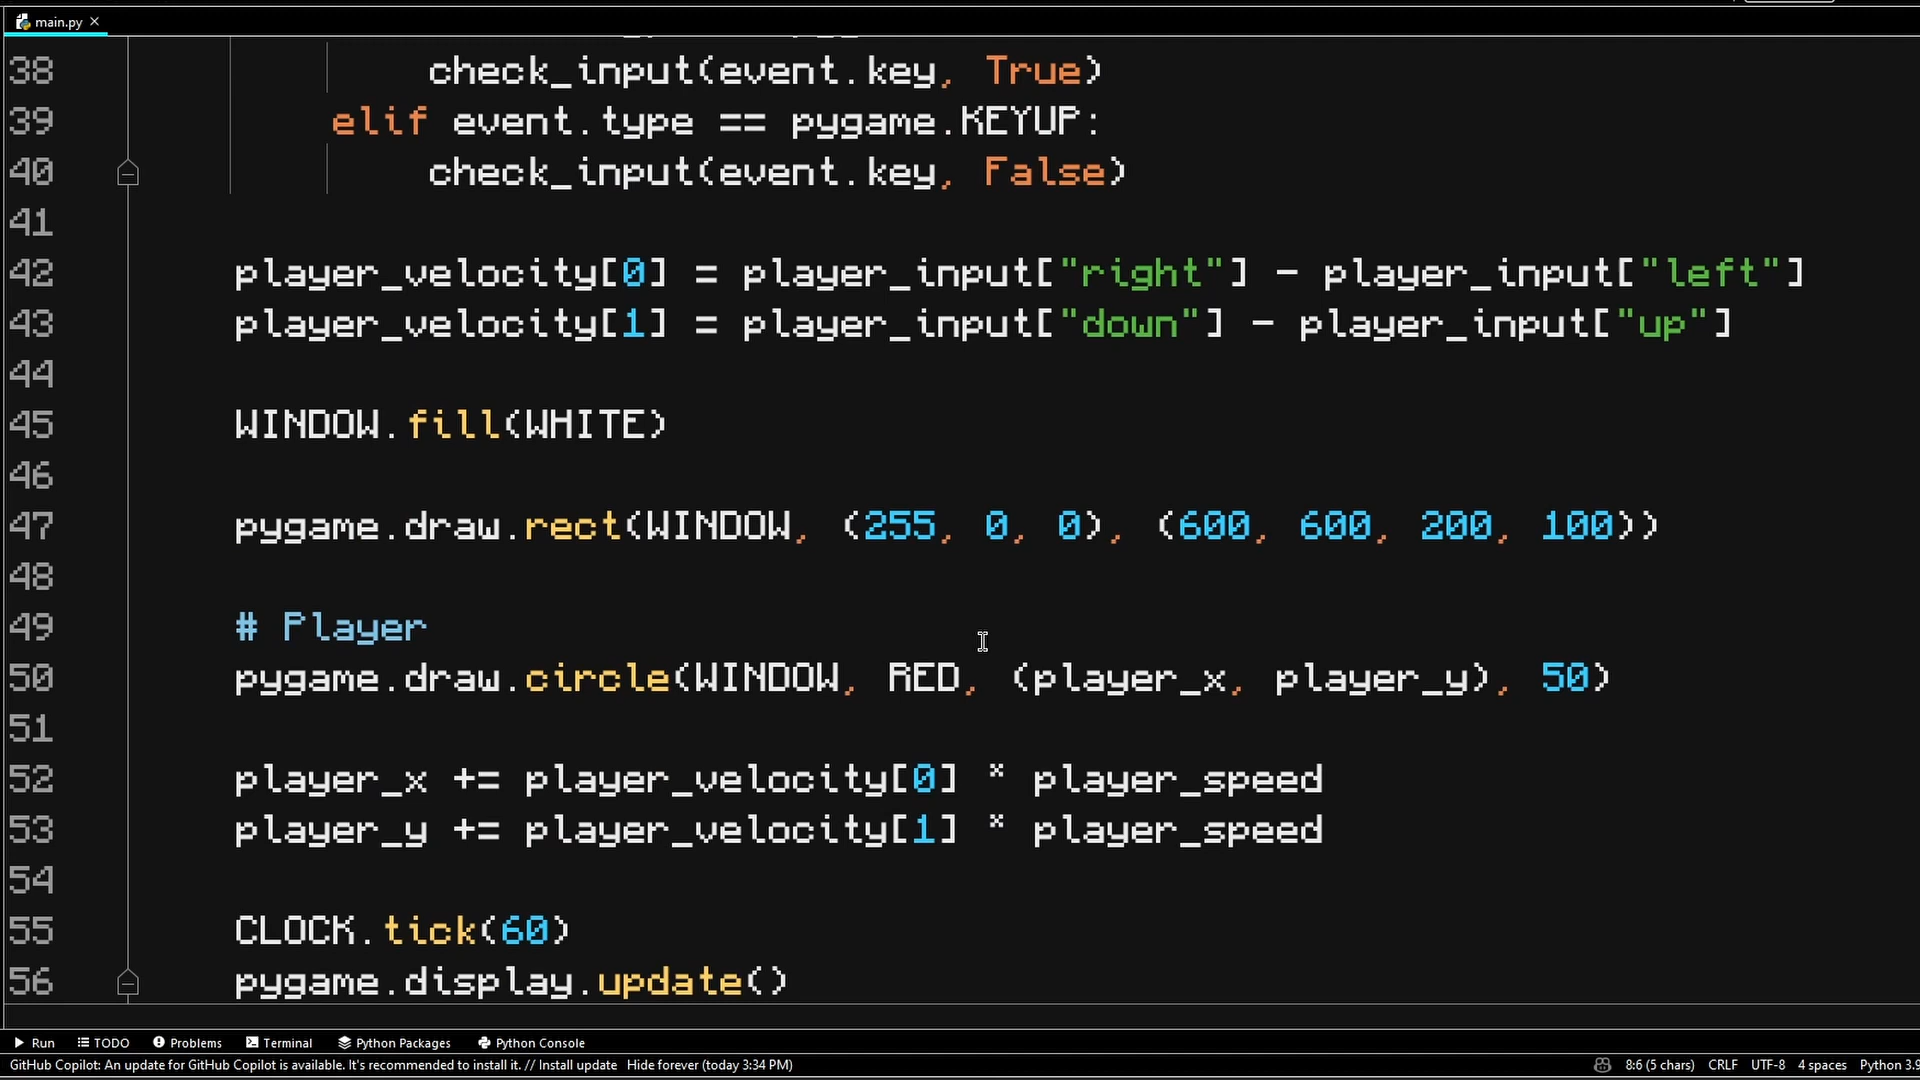 main.py
38 check_input(event.key, True)
39 elif event.type == pygame.KEYUP:
40 check_input(event.key, False)
41
42 player_velocity[0] = player_input["right"] - player_input["left"]
43 player_velocity[1] = player_input["down"] - player_input["up"]
44
45 WINDOW.fill(WHITE)
46
47 pygame.draw.rect(WINDOW, (255, 0, 0), (600, 600, 200, 100))
48
49 # Player
50 pygame.draw.circle(WINDOW, RED, (player_x, player_y), 50)
51
52 player_x += player_velocity[0] * player_speed
53 player_y += player_velocity[1] * player_speed
54
55 CLOCK.tick(60)
56 pygame.display.update()
Run TODO Problems Terminal Python Packages Python Console
GitHub Copilot: An update for GitHub Copilot is available. It's recommended to install it. // Install update Hide forever (today 3:34 PM) 8:6 (5 chars) CRLF UTF-8 4 spaces Python 3.9